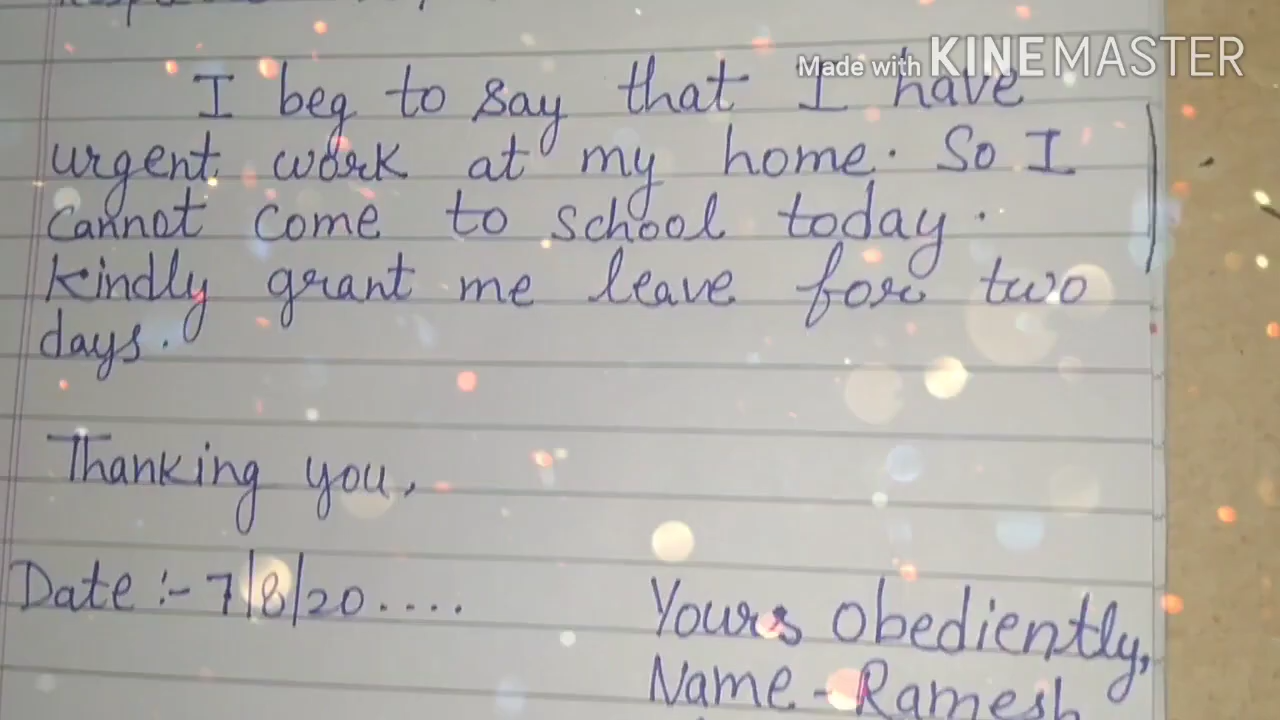 Made with KINEMASTER
I beg to say that I have
urgent work at my home. So I
cannot come to school today.
Kindly grant me leave for two
days.
Thanking you,
Date :- 7/8/20....
Yours obediently,
Name - Ramesh